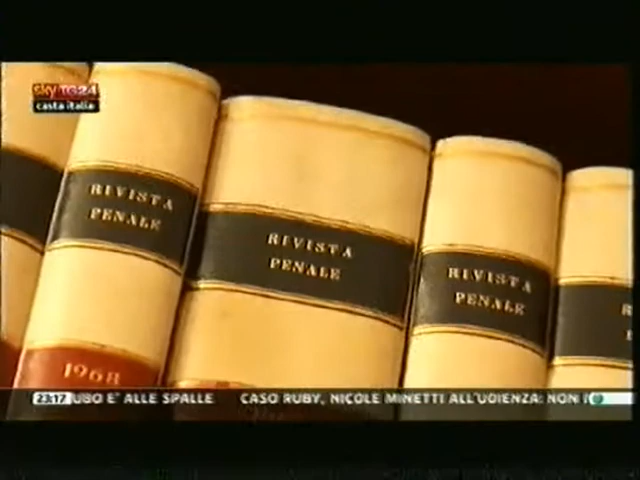 sky TG24
casta italia
RIVISTA
PENALE
RIVISTA
PENALE
RIVISTA
PENALE
R
1968
23:17 UBO E' ALLE SPALLE CASO RUBY, NICOLE MINETTI ALL'UDIENZA: NON